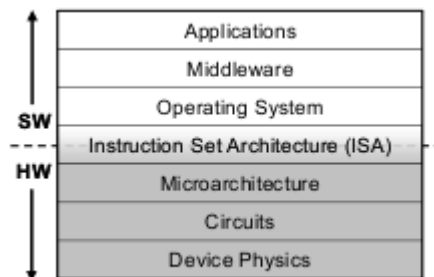 Applications
Middleware
Operating System
SW
Instruction Set Architecture (ISA)
HW
Microarchitecture
Circuits
Device Physics